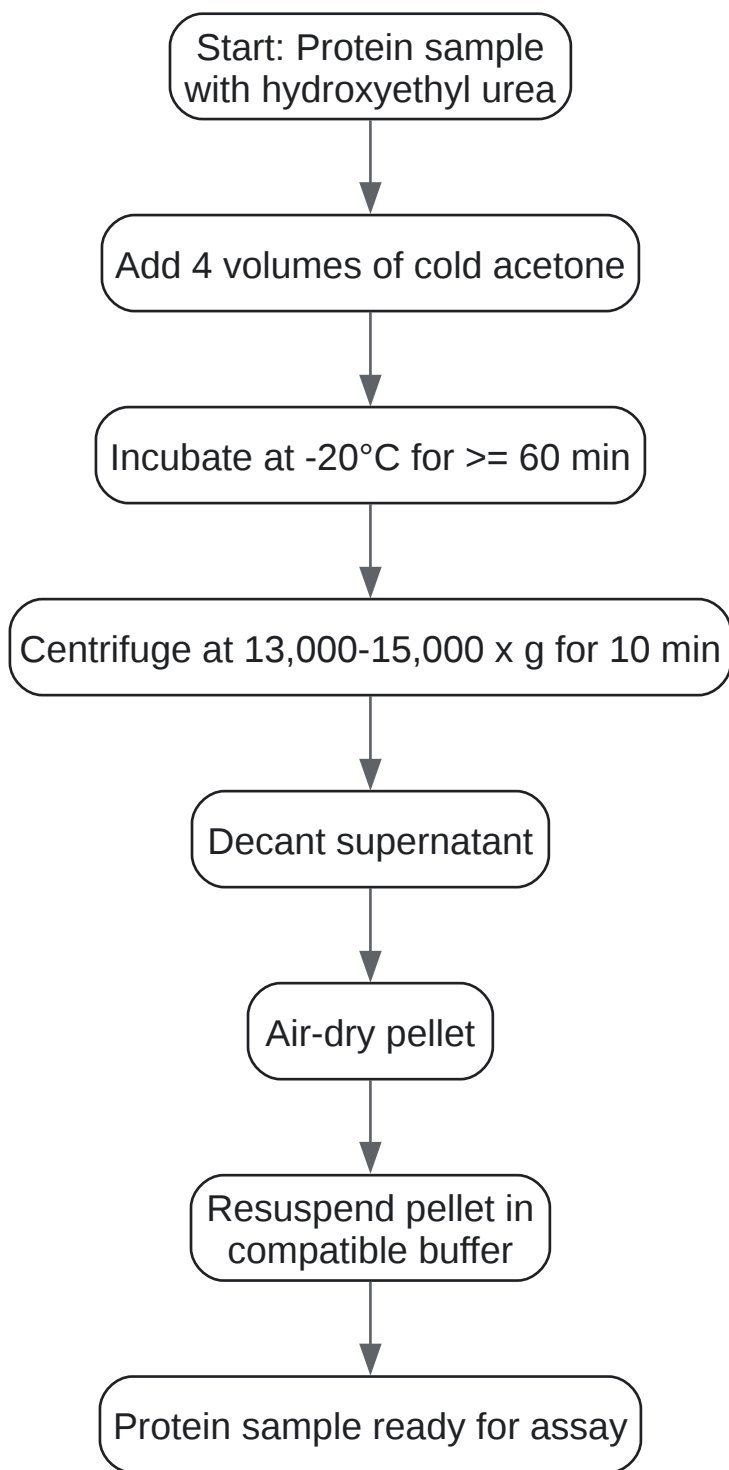 Start: Protein sample
with hydroxyethyl urea
Add 4 volumes of cold acetone
Incubate at -20°C for >= 60 min
Centrifuge at 13,000-15,000 x g for 10 min
Decant supernatant
Air-dry pellet
Resuspend pellet in
compatible buffer
Protein sample ready for assay